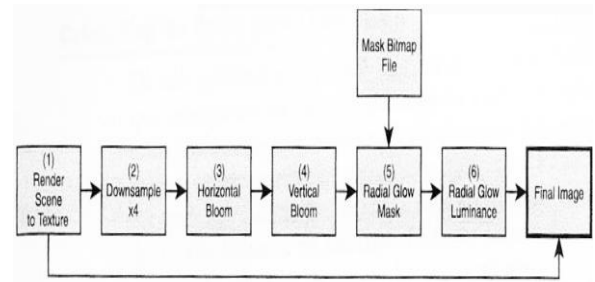 Mask Bitmap
File
(1)
Render
Scene
to Texture
(2)
Downsample
x4
(3)
Horizontal
Bloom
(4)
Vertical
Bloom
(5)
Radial Glow
Mask
(6)
Radial Glow
Luminance
Final Image